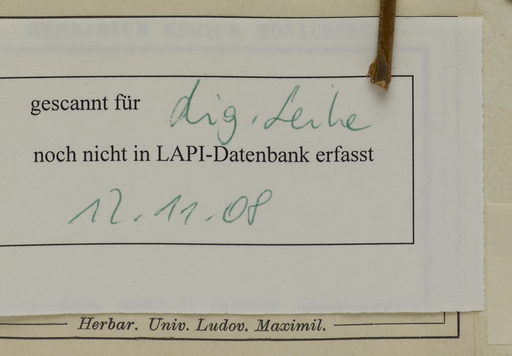 gescannt für dig. Leihe
noch nicht in LAPI-Datenbank erfasst
12.11.08
Herbar. Univ. Ludov. Maximil.